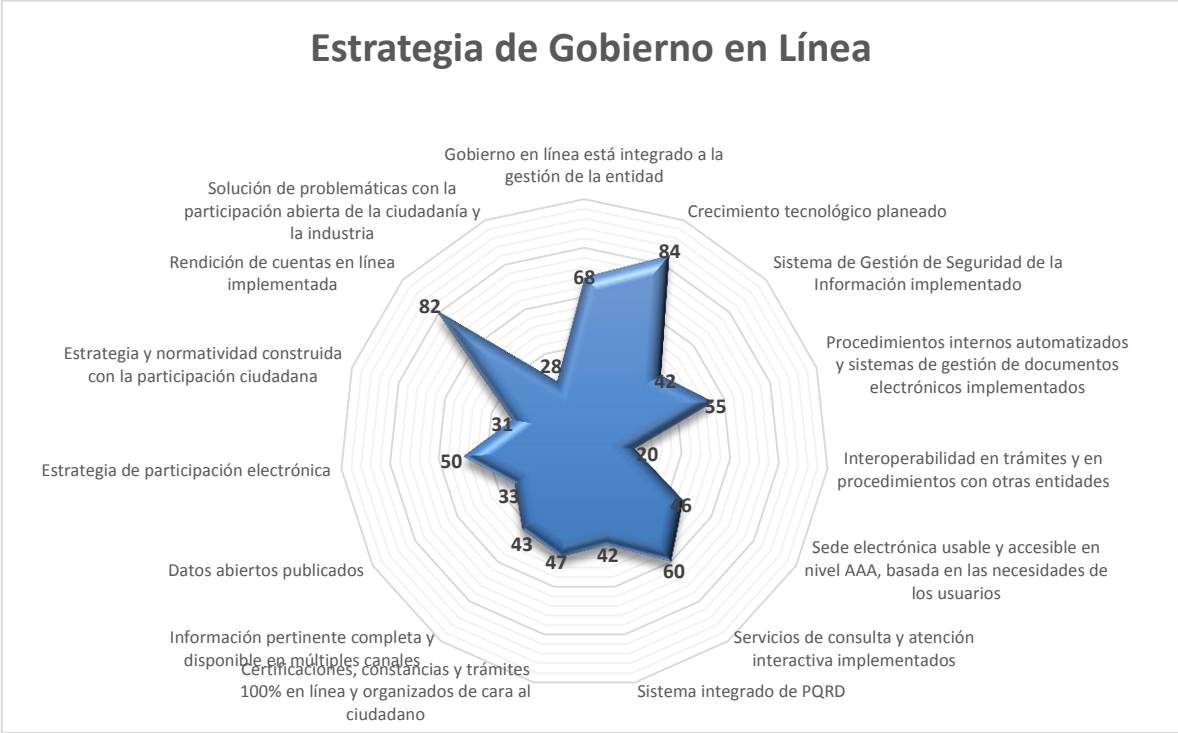 Estrategia de Gobierno en Línea
Gobierno en línea está integrado a la
gestión de la entidad
Crecimiento tecnológico planeado
Sistema de Gestión de Seguridad de la
Información implementado
Procedimientos internos automatizados
y sistemas de gestión de documentos
electrónicos implementados
Interoperabilidad en trámites y en
procedimientos con otras entidades
Sede electrónica usable y accesible en
nivel AAA, basada en las necesidades de
los usuarios
Servicios de consulta y atención
interactiva implementados
Sistema integrado de PQRD
Certificaciones, constancias y trámites
100% en línea y organizados de cara al
ciudadano
Información pertinente completa y
disponible en múltiples canales
Datos abiertos publicados
Estrategia de participación electrónica
Estrategia y normatividad construida
con la participación ciudadana
Rendición de cuentas en línea
implementada
Solución de problemáticas con la
participación abierta de la ciudadanía y
la industria
68
84
42
55
20
46
60
42
47
43
33
50
31
82
28